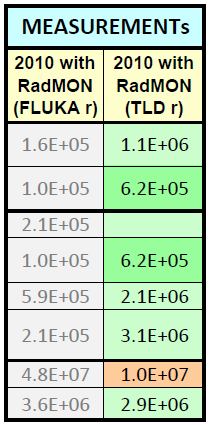 MEASUREMENTs
2010 with RadMON (FLUKA r) 2010 with RadMON (TLD r)
1.6E+05 1.1E+06
1.0E+05 6.2E+05
2.1E+05
1.0E+05 6.2E+05
5.9E+05 2.1E+06
2.1E+05 3.1E+06
4.8E+07 1.0E+07
3.6E+06 2.9E+06